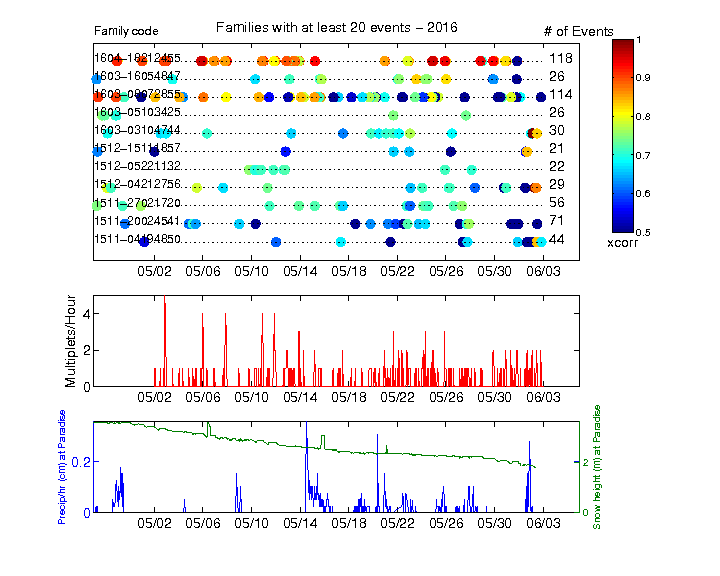 Family code
Families with at least 20 events – 2016
# of Events
118
1603–16054847 26
114
1603–05103425 26
1603–03104744 30
1512–15111857 21
1512–05221132 22
1512–04212756 29
1511–27021720 56
1511–20024541 71
1511–04194850 44
05/02 05/06 05/10 05/14 05/18 05/22 05/26 05/30 06/03
1
0.9
0.8
0.7
0.6
0.5
xcorr
Multiplets/Hour
4
2
0
05/02 05/06 05/10 05/14 05/18 05/22 05/26 05/30 06/03
Precip/hr (cm) at Paradise
0.2
0
05/02 05/06 05/10 05/14 05/18 05/22 05/26 05/30 06/03
2
0
Snow height (m) at Paradise